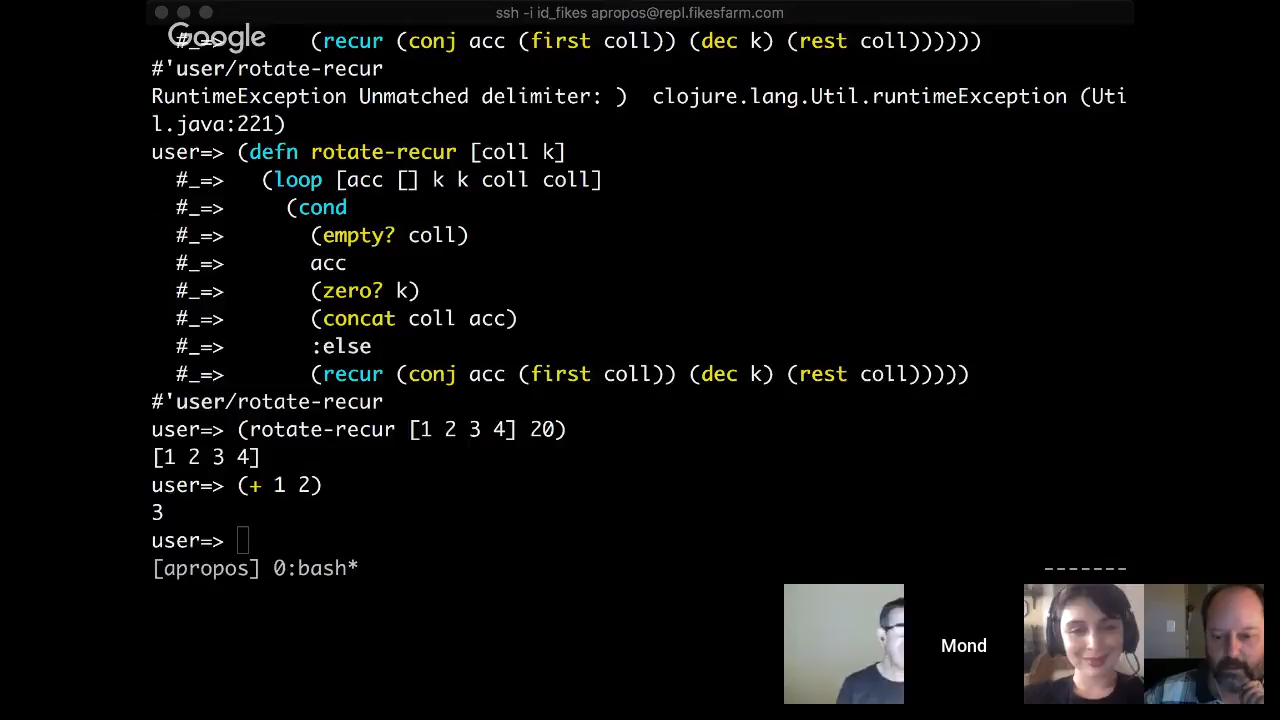 ssh -i id_fikes apropos@repl.fikesfarm.com
Google
#_=>       (recur (conj acc (first coll)) (dec k) (rest coll))))))
#'user/rotate-recur
RuntimeException Unmatched delimiter: )  clojure.lang.Util.runtimeException (Uti
l.java:221)
user=> (defn rotate-recur [coll k]
  #_=>   (loop [acc [] k k coll coll]
  #_=>     (cond
  #_=>       (empty? coll)
  #_=>       acc
  #_=>       (zero? k)
  #_=>       (concat coll acc)
  #_=>       :else
  #_=>       (recur (conj acc (first coll)) (dec k) (rest coll)))))
#'user/rotate-recur
user=> (rotate-recur [1 2 3 4] 20)
[1 2 3 4]
user=> (+ 1 2)
3
user=>
[apropos] 0:bash*
Mond